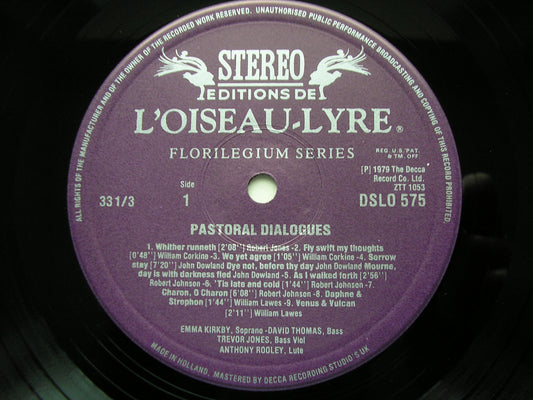 ALL RIGHTS OF THE MANUFACTURER AND OF THE OWNER OF THE RECORDED WORK RESERVED. UNAUTHORISED PUBLIC PERFORMANCE BROADCASTING AND COPYING OF THIS RECORD PROHIBITED.
STEREO
EDITIONS DE
L'OISEAU-LYRE ®
FLORILEGIUM SERIES
REG. U.S. PAT. & TM. OFF.
[P] 1979 The Decca
Record Co. Ltd.
Side ZTT 1053
33 1/3 1 DSLO 575
PASTORAL DIALOGUES
1. Whither runneth [2'08"] Robert Jones -2. Fly swift my thoughts
[0'48"] William Corkine -3. We yet agree [1'05"] William Corkine -4. Sorrow
stay [7'20"] John Dowland Dye not, before thy day John Dowland Mourne,
day is with darkness fled John Dowland -5. As I walked forth [2'56"]
Robert Johnson -6. 'Tis late and cold [1'44"] Robert Johnson -7.
Charon, O Charon [6'08"] Robert Johnson -8. Daphne &
Strephon [1'44"] William Lawes -9. Venus & Vulcan
[2'11"] William Lawes
EMMA KIRKBY, Soprano -DAVID THOMAS, Bass
TREVOR JONES, Bass Viol
ANTHONY ROOLEY, Lute
MADE IN HOLLAND. MASTERED BY DECCA RECORDING STUDIO'S UK